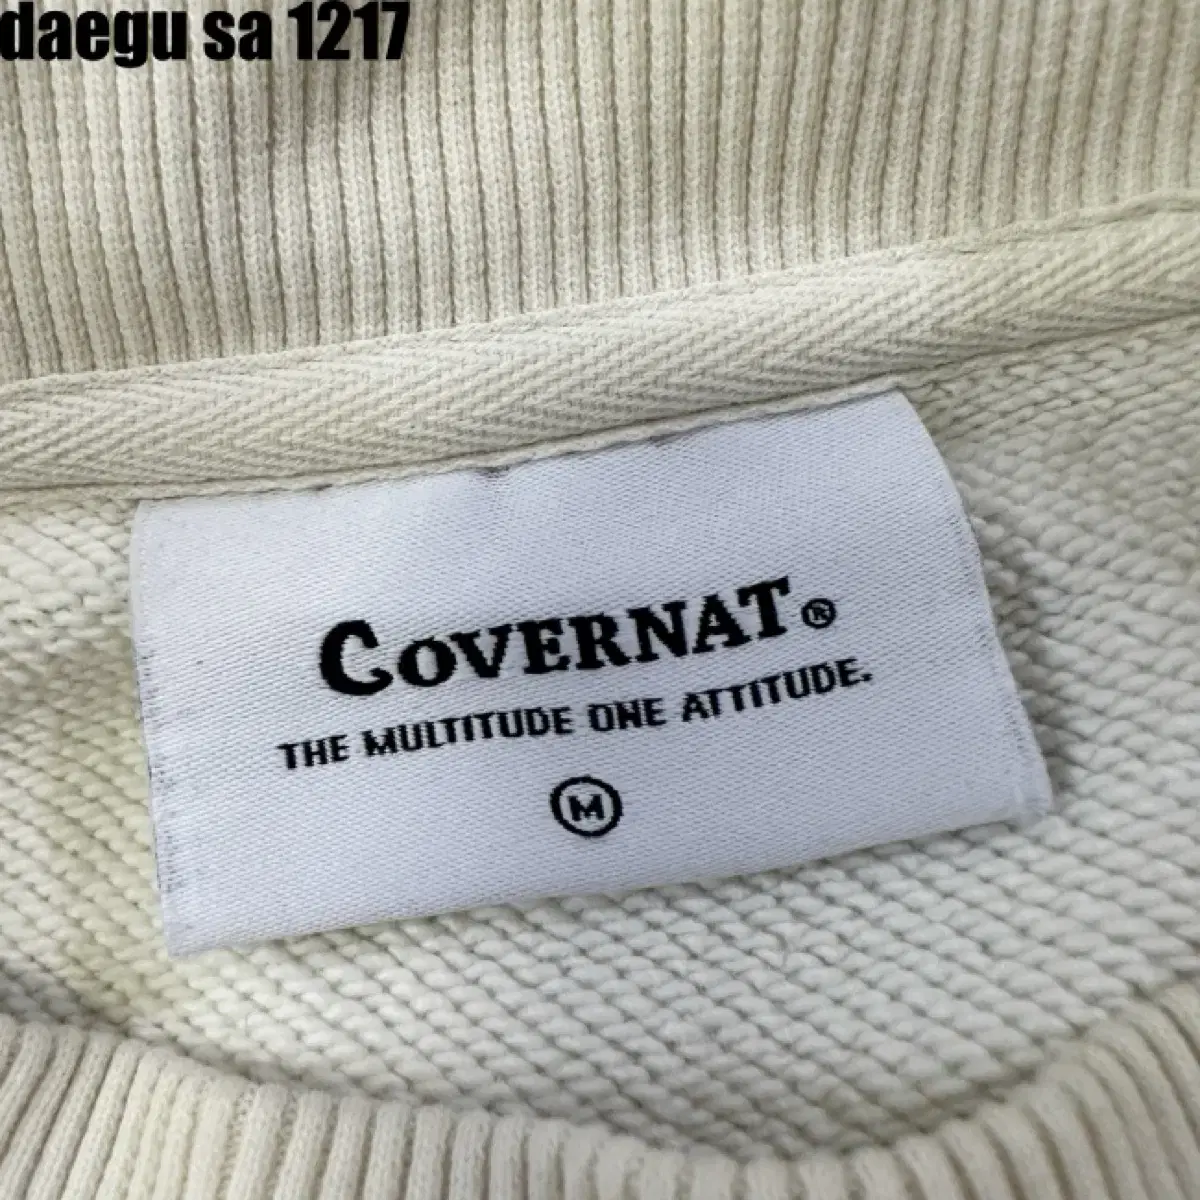 daegu sa 1217
COVERNAT®
THE MULTITUDE ONE ATTITUDE.
M